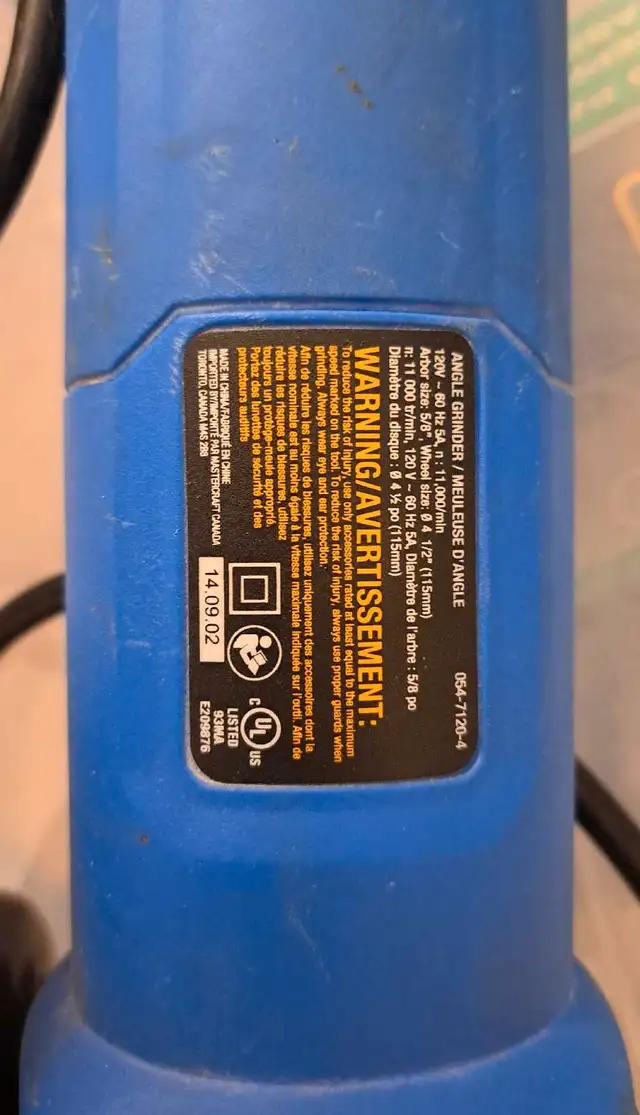 ANGLE GRINDER / MEULEUSE D'ANGLE 054-7120-4
120V ~ 60 Hz 5A, n : 11,000/min
Arbor size: 5/8", Wheel size: Ø 4 1/2" (115mm)
n: 11 000 tr/min, 120 V ~ 60 Hz 5A, Diamètre de l'arbre : 5/8 po
Diamètre du disque : Ø 4 ½ po (115mm)
WARNING/AVERTISSEMENT:
To reduce the risk of injury, use only accessories rated at least equal to the maximum
speed marked on the tool. To reduce the risk of injury, always use proper guards when
grinding. Always wear eye and ear protection.
Afin de réduire les risques de blessures, utilisez uniquement des accessoires dont la
vitesse nominale est au moins égale à la vitesse maximale indiquée sur l'outil. Afin de
réduire les risques de blessures, utilisez
toujours un protège-meule approprié.
Portez des lunettes de sécurité et des
protecteurs auditifs
MADE IN CHINA/FABRIQUÉ EN CHINE
IMPORTED BY/IMPORTÉ PAR MASTERCRAFT CANADA
TORONTO, CANADA M4S 2B8
14.09.02
C UL US
LISTED
93MA
E209876